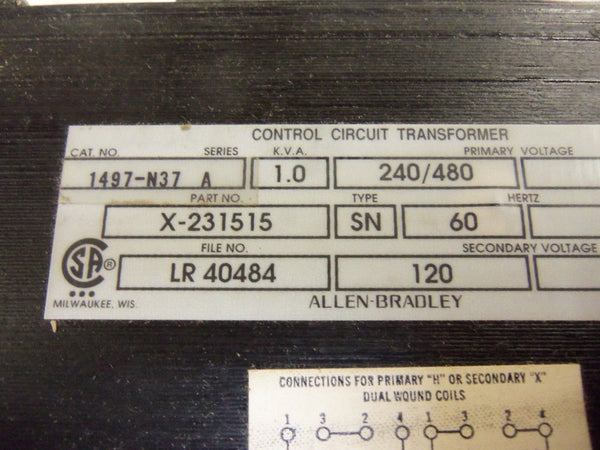 CONTROL CIRCUIT TRANSFORMER
CAT. NO. SERIES K.V.A. PRIMARY VOLTAGE
1497-N37 A 1.0 240/480
PART NO. TYPE HERTZ
X-231515 SN 60
FILE NO. SECONDARY VOLTAGE
SA ® LR 40484 120
MILWAUKEE, WIS. ALLEN-BRADLEY
CONNECTIONS FOR PRIMARY "H" OR SECONDARY "X"
DUAL WOUND COILS
1 3 2 4 1 3 2 4